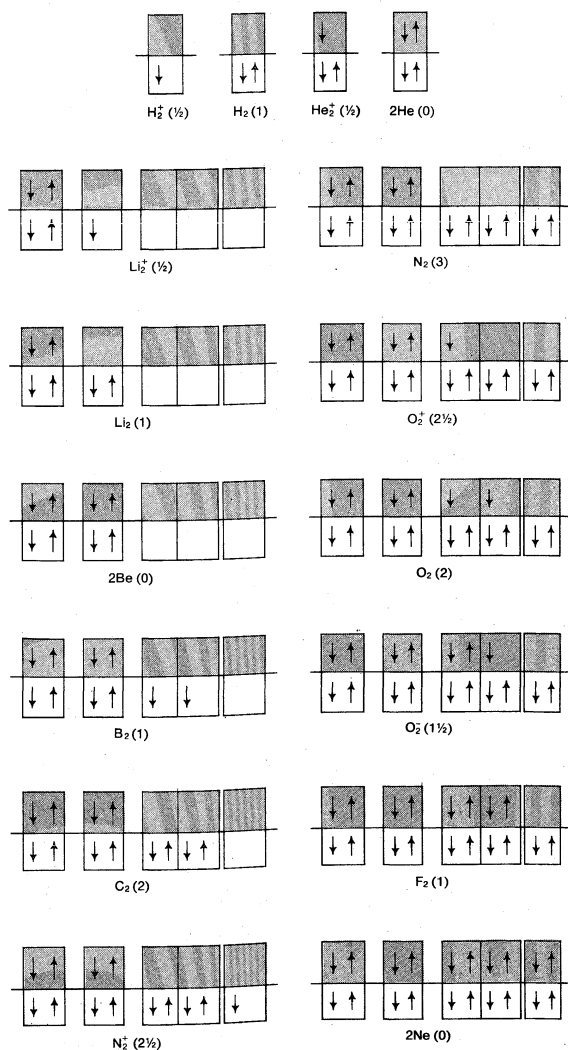 H₂⁺ (½) H₂ (1) He₂⁺ (½) 2He (0)
Li₂⁺ (½)
N₂ (3)
Li₂ (1)
O₂⁺ (2½)
2Be (0)
O₂ (2)
B₂ (1)
O₂⁻ (1½)
C₂ (2)
F₂ (1)
N₂⁺ (2½)
2Ne (0)